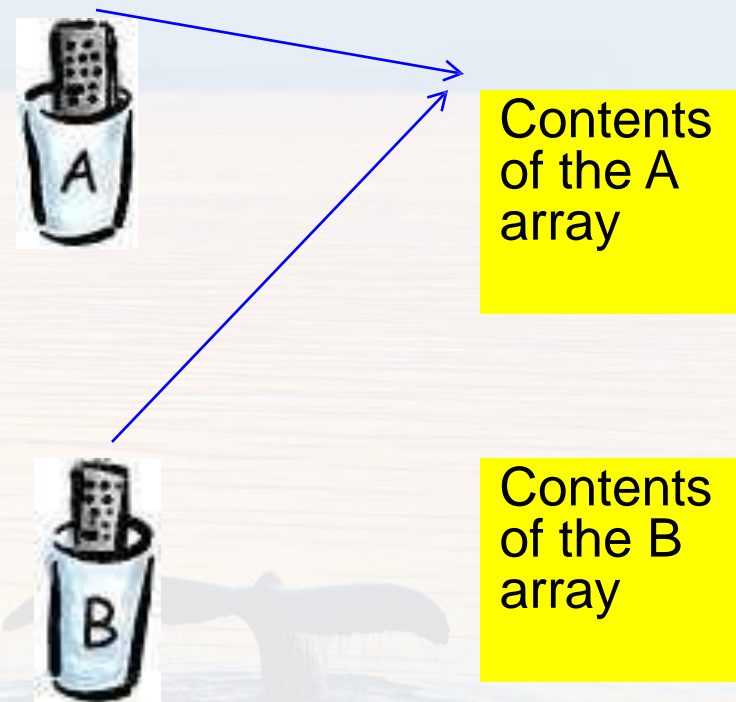 A
Contents
of the A
array
B
Contents
of the B
array